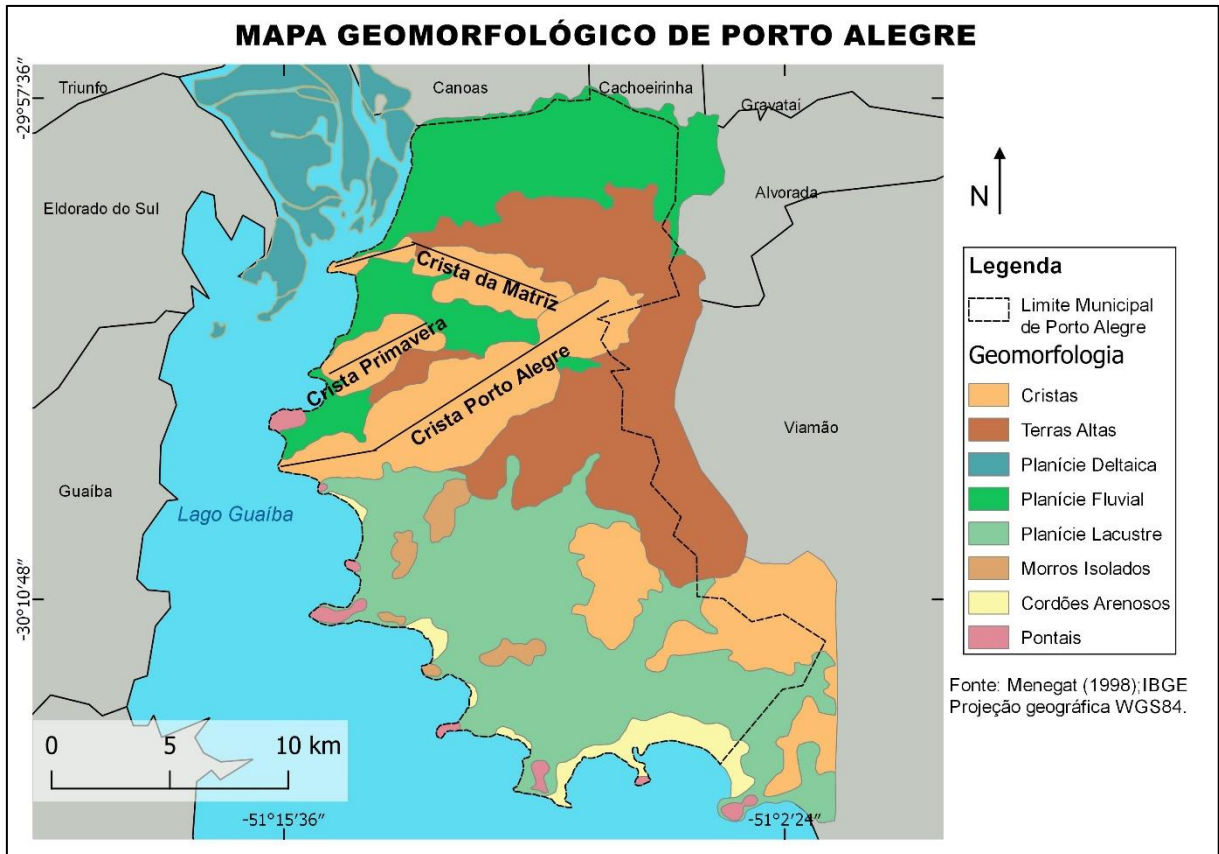 MAPA GEOMORFOLÓGICO DE PORTO ALEGRE
Triunfo
Canoas
Cachoeirinha
Gravataí
-29°57'36"
Eldorado do Sul
Alvorada
N
Crista da Matriz
Crista Primavera
Crista Porto Alegre
Viamão
Guaíba
Lago Guaíba
-30°10'48"
0 5 10 km
-51°15'36"
-51°2'24"
Legenda
Limite Municipal
de Porto Alegre
Geomorfologia
Cristas
Terras Altas
Planície Deltaica
Planície Fluvial
Planície Lacustre
Morros Isolados
Cordões Arenosos
Pontais
Fonte: Menegat (1998);IBGE
Projeção geográfica WGS84.